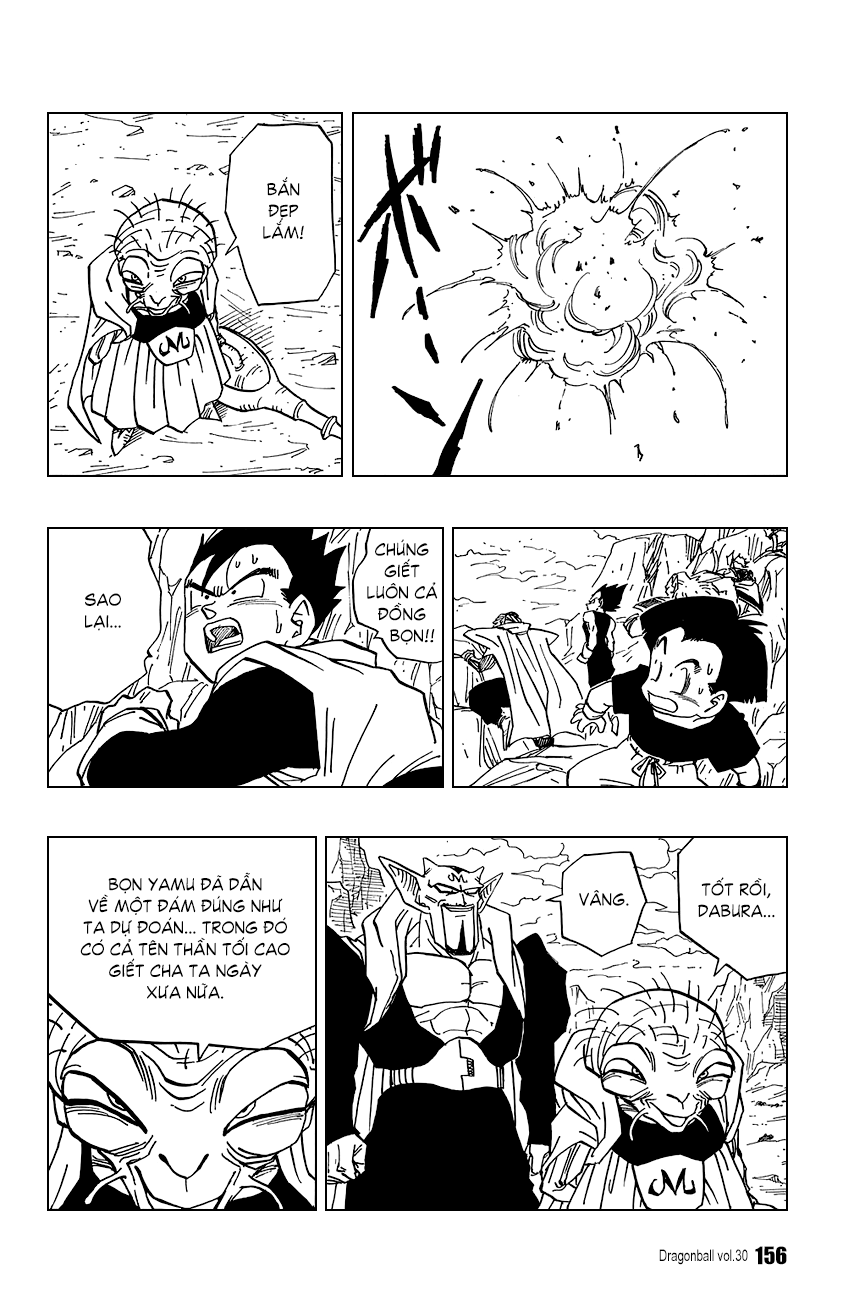 BẮN
ĐẸP
LẮM!
CHÚNG
GIẾT
LUÔN CẢ
ĐỒNG
BỌN!!
SAO
LẠI...
TỐT RỒI,
DABURA...
VÂNG.
BỌN YAMU ĐÃ DẪN
VỀ MỘT ĐÁM ĐÚNG NHƯ
TA DỰ ĐOÁN... TRONG ĐÓ
CÓ CẢ TÊN THẦN TỐI CAO
GIẾT CHA TA NGÀY
XƯA NỮA.
Dragonball vol.30 156